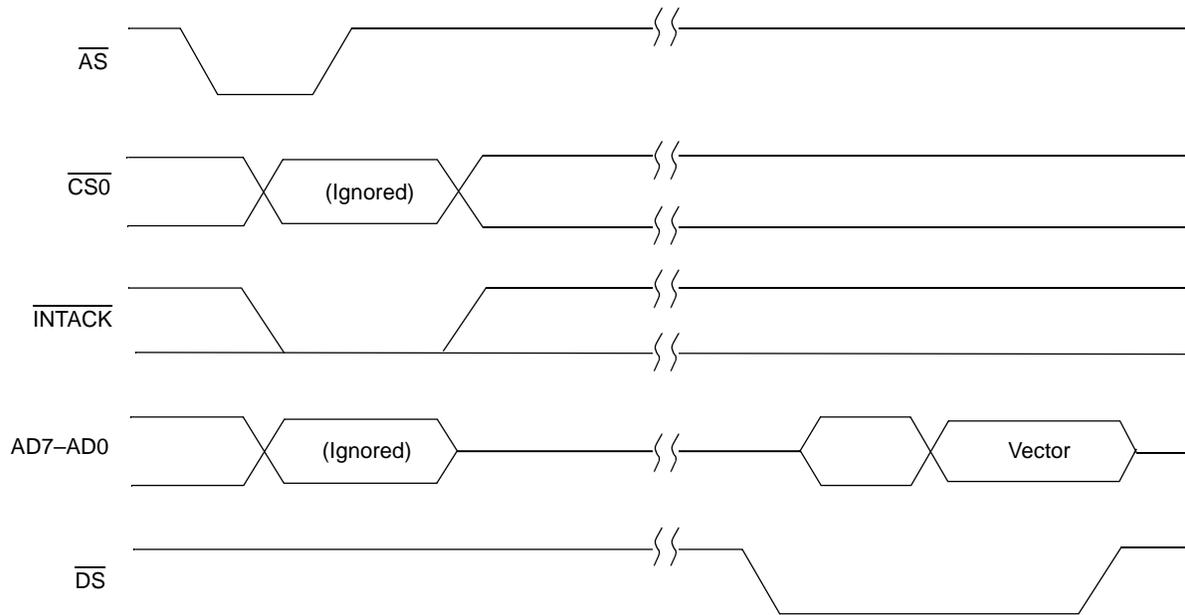 AS
CS0
(Ignored)
INTACK
AD7–AD0
(Ignored)
Vector
DS